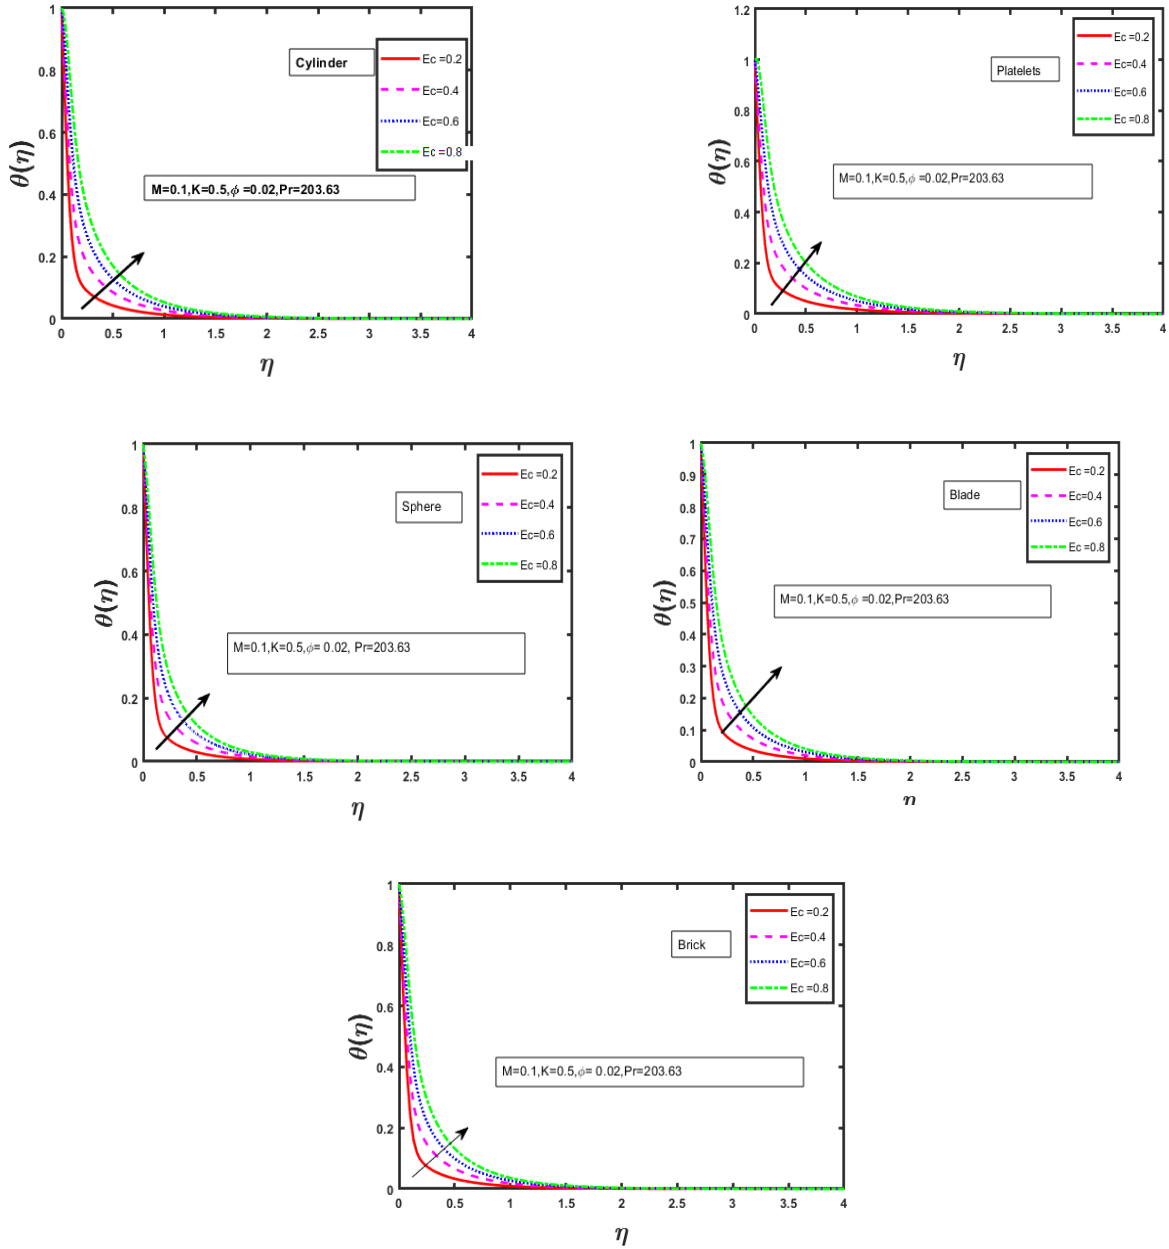 Cylinder
Ec =0.2
Ec=0.4
Ec=0.6
Ec =0.8
M=0.1,K=0.5,ϕ =0.02,Pr=203.63
θ(η)
1
0.8
0.6
0.4
0.2
0
0 0.5 1 1.5 2 2.5 3 3.5 4
η
Platelets
Ec =0.2
Ec=0.4
Ec=0.6
Ec =0.8
M=0.1,K=0.5,ϕ =0.02,Pr=203.63
θ(η)
1.2
1
0.8
0.6
0.4
0.2
0
0 0.5 1 1.5 2 2.5 3 3.5 4
η
Sphere
Ec =0.2
Ec=0.4
Ec=0.6
Ec =0.8
M=0.1,K=0.5,ϕ= 0.02, Pr=203.63
θ(η)
1
0.8
0.6
0.4
0.2
0
0 0.5 1 1.5 2 2.5 3 3.5 4
η
Blade
Ec =0.2
Ec=0.4
Ec=0.6
Ec =0.8
M=0.1,K=0.5,ϕ =0.02,Pr=203.63
θ(η)
1
0.9
0.8
0.7
0.6
0.5
0.4
0.3
0.2
0.1
0
0 0.5 1 1.5 2 2.5 3 3.5 4
η
Brick
Ec =0.2
Ec=0.4
Ec=0.6
Ec =0.8
M=0.1,K=0.5,ϕ= 0.02,Pr=203.63
θ(η)
1
0.8
0.6
0.4
0.2
0
0 0.5 1 1.5 2 2.5 3 3.5 4
η